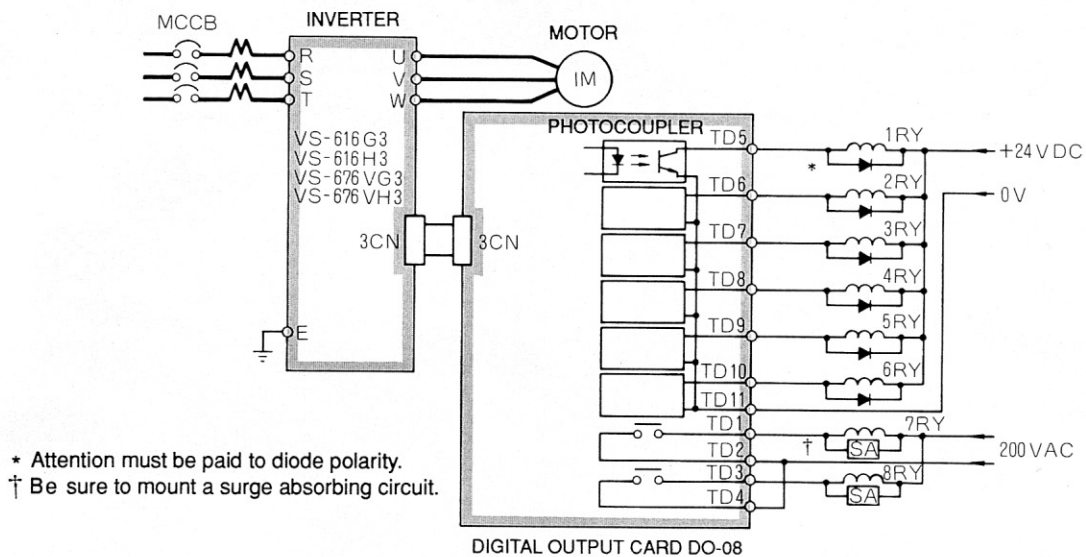 MCCB
INVERTER
MOTOR
R
U
S
V
IM
T
W
VS-616G3
VS-616H3
VS-676VG3
VS-676VH3
3CN
3CN
E
PHOTOCOUPLER
TD5
1RY
+24VDC
*
TD6
2RY
0V
TD7
3RY
TD8
4RY
TD9
5RY
TD10
6RY
TD11
TD1
7RY
† SA
TD2
200VAC
TD3
8RY
SA
TD4
* Attention must be paid to diode polarity.
† Be sure to mount a surge absorbing circuit.
DIGITAL OUTPUT CARD DO-08